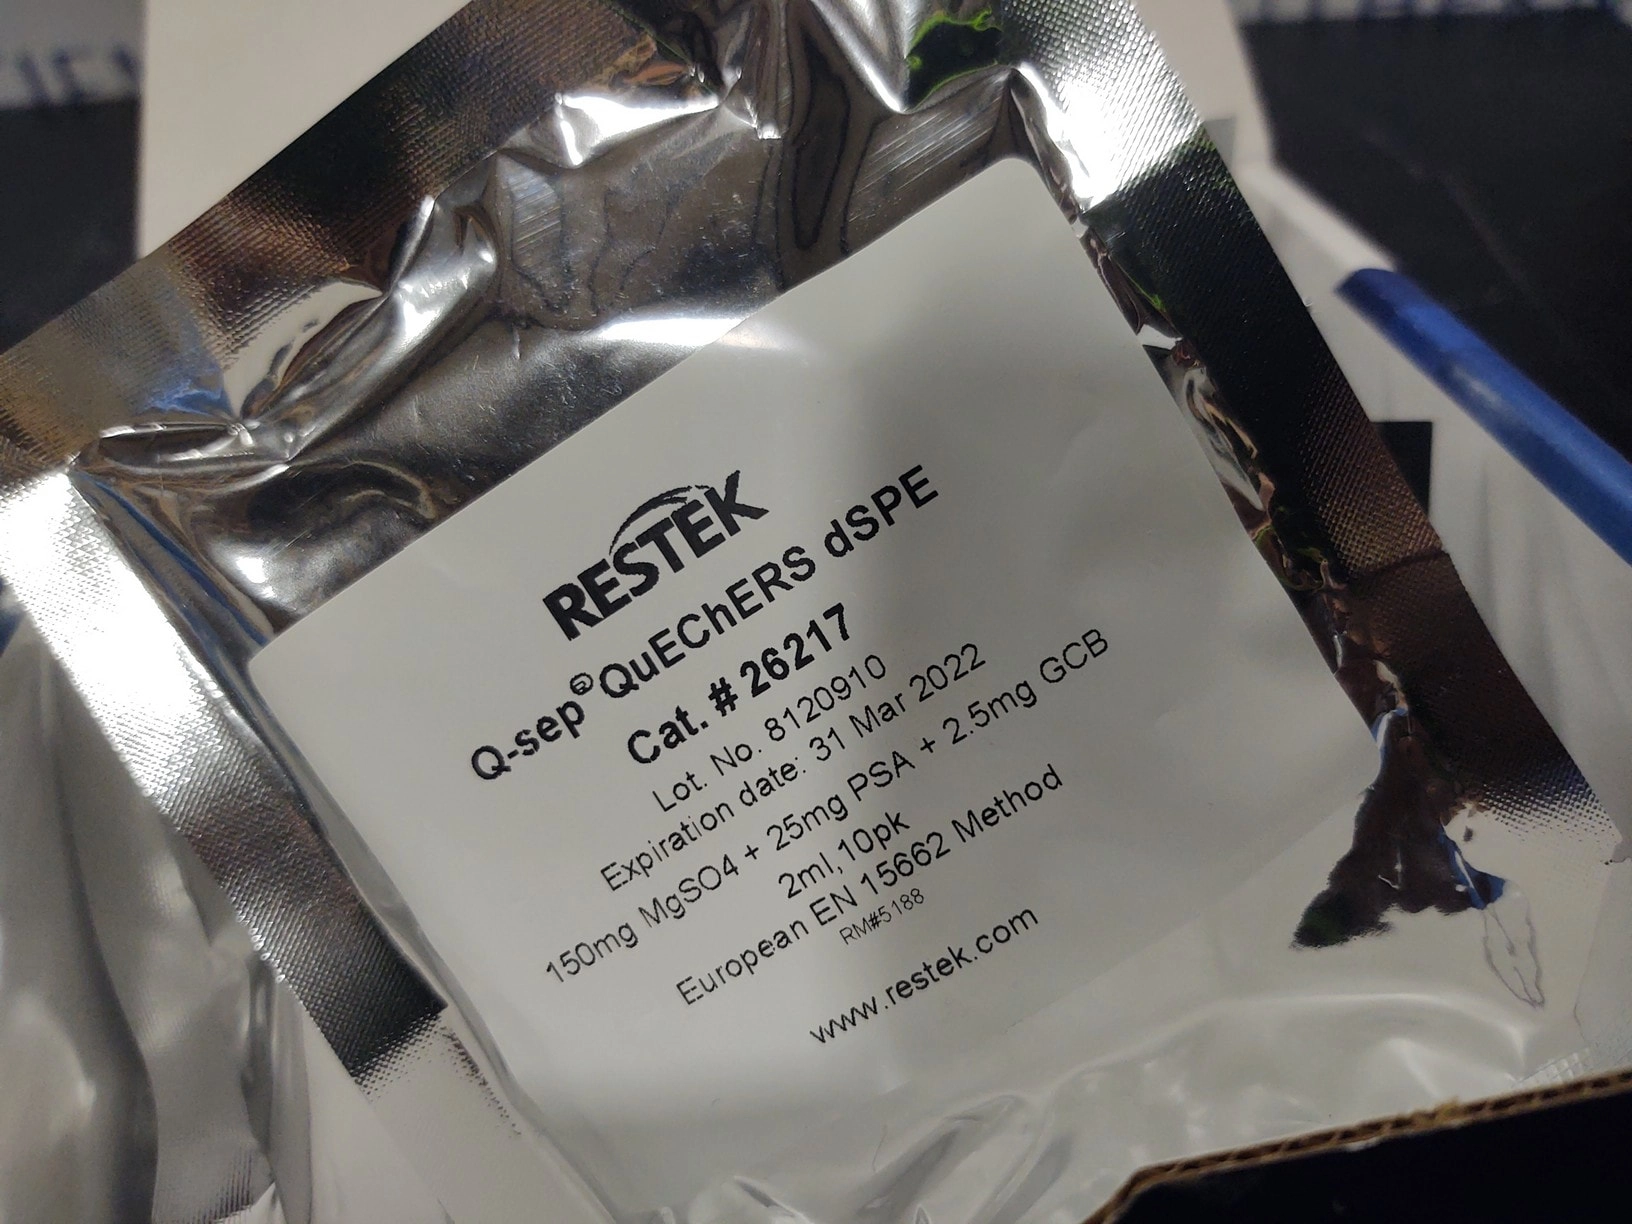 RESTEK
Q-sep® QuEChERS dSPE
Cat. # 26217
Lot. No. 8120910
Expiration date: 31 Mar 2022
150mg MgSO4 + 25mg PSA + 2.5mg GCB
2ml, 10pk
European EN 15662 Method
RM#5188
www.restek.com